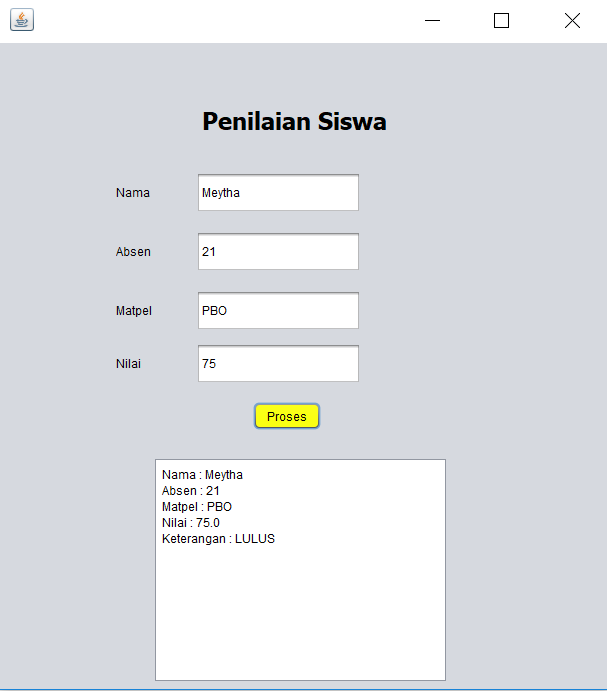 Penilaian Siswa
Nama Meytha
Absen 21
Matpel PBO
Nilai 75
Proses
Nama : Meytha
Absen : 21
Matpel : PBO
Nilai : 75.0
Keterangan : LULUS